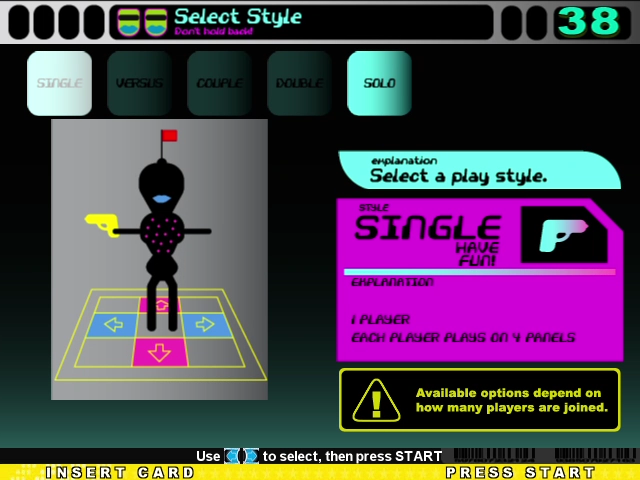 Select Style
Don't hold back!
38
SINGLE
VERSUS
COUPLE
DOUBLE
SOLO
explanation
Select a play style.
STYLE
SINGLE
HAVE
FUN!
EXPLANATION
1 PLAYER
EACH PLAYER PLAYS ON 4 PANELS
Available options depend on
how many players are joined.
Use to select, then press START
INSERT CARD
PRESS START